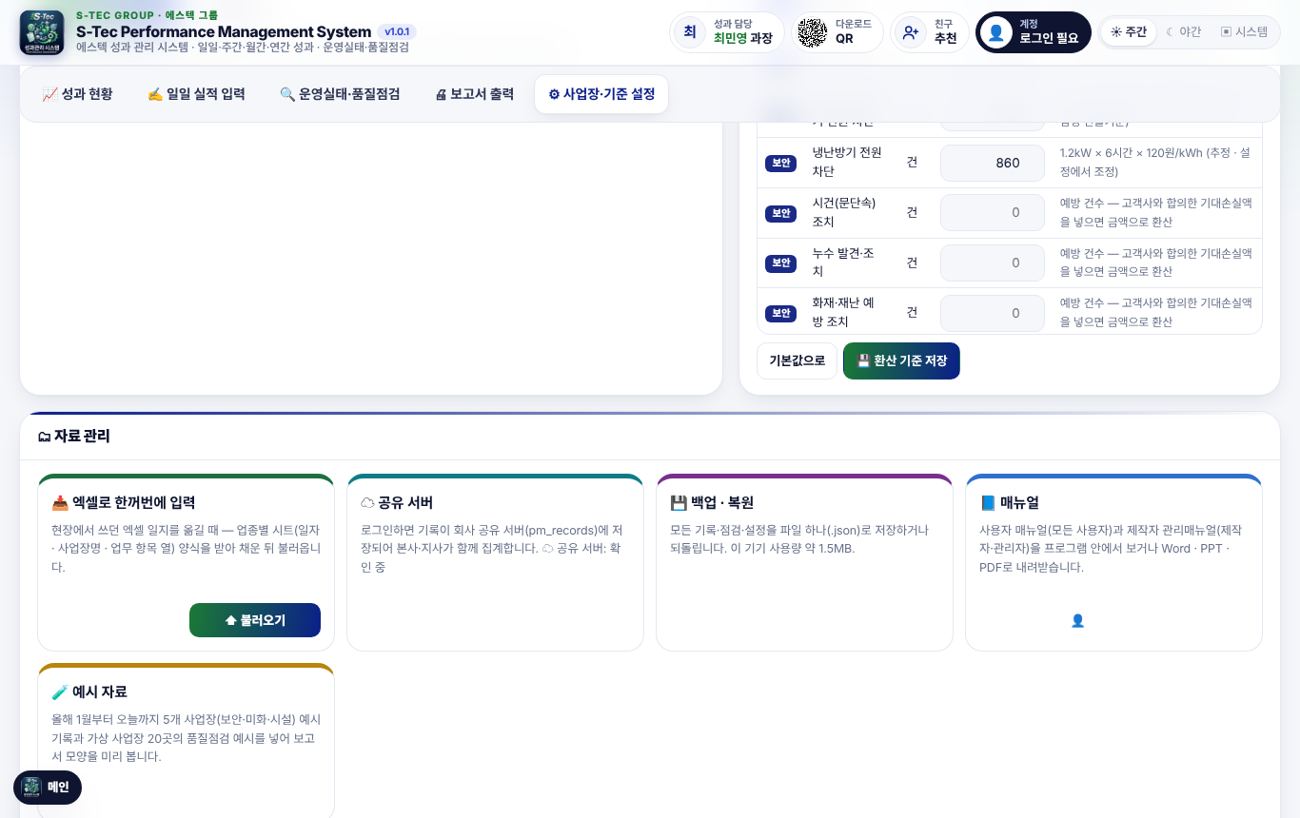 S-TEC GROUP · 에스텍 그룹
S-Tec Performance Management System v1.0.1
에스텍 성과 관리 시스템 · 일일·주간·월간·연간 성과 · 운영실태·품질점검
S-Tec
성과관리 시스템
최
성과 담당
최민영 과장
다운로드
QR
친구
추천
계정
로그인 필요
주간
야간
시스템
성과 현황
일일 실적 입력
운영실태·품질점검
보고서 출력
사업장·기준 설정
보안
냉난방기 전원
차단
건
860
1.2kW × 6시간 × 120원/kWh (추정 · 설
정에서 조정)
보안
시건(문단속)
조치
건
0
예방 건수 — 고객사와 합의한 기대손실액
을 넣으면 금액으로 환산
보안
누수 발견·조
치
건
0
예방 건수 — 고객사와 합의한 기대손실액
을 넣으면 금액으로 환산
보안
화재·재난 예
방 조치
건
0
예방 건수 — 고객사와 합의한 기대손실액
을 넣으면 금액으로 환산
기본값으로
환산 기준 저장
자료 관리
엑셀로 한꺼번에 입력
현장에서 쓰던 엑셀 일지를 옮길 때 — 업종별 시트(일자
· 사업장명 · 업무 항목 열) 양식을 받아 채운 뒤 불러옵니
다.
불러오기
공유 서버
로그인하면 기록이 회사 공유 서버(pm_records)에 저
장되어 본사·지사가 함께 집계합니다. 공유 서버: 확
인 중
백업 · 복원
모든 기록·점검·설정을 파일 하나(.json)로 저장하거나
되돌립니다. 이 기기 사용량 약 1.5MB.
매뉴얼
사용자 매뉴얼(모든 사용자)과 제작자 관리매뉴얼(제작
자·관리자)을 프로그램 안에서 보거나 Word · PPT ·
PDF로 내려받습니다.
예시 자료
올해 1월부터 오늘까지 5개 사업장(보안·미화·시설) 예시
기록과 가상 사업장 20곳의 품질점검 예시를 넣어 보고
서 모양을 미리 봅니다.
메인